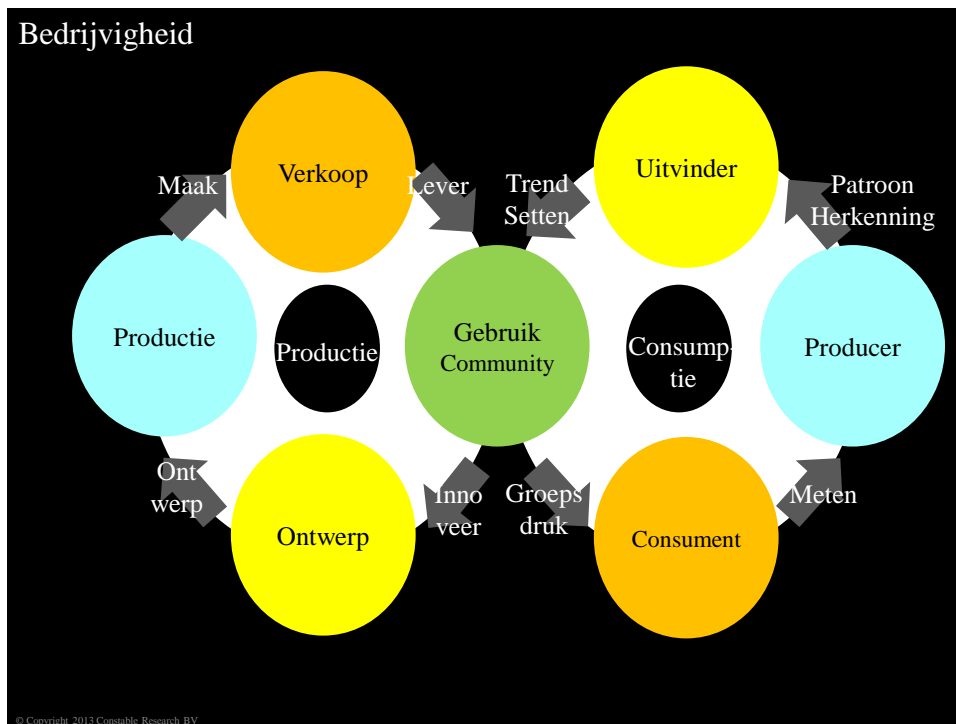 Bedrijvigheid
Verkoop
Uitvinder
Maak
Lever
Trend
Setten
Patroon
Herkenning
Productie
Productie
Gebruik
Community
Consump-
tie
Producer
Ont
werp
Inno
veer
Groeps
druk
Meten
Ontwerp
Consument
© Copyright 2013 Constable Research BV